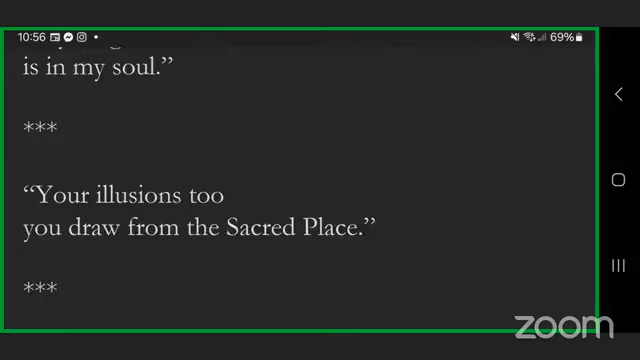 10:56
69%
is in my soul.”
***
“Your illusions too
you draw from the Sacred Place.”
***
zoom